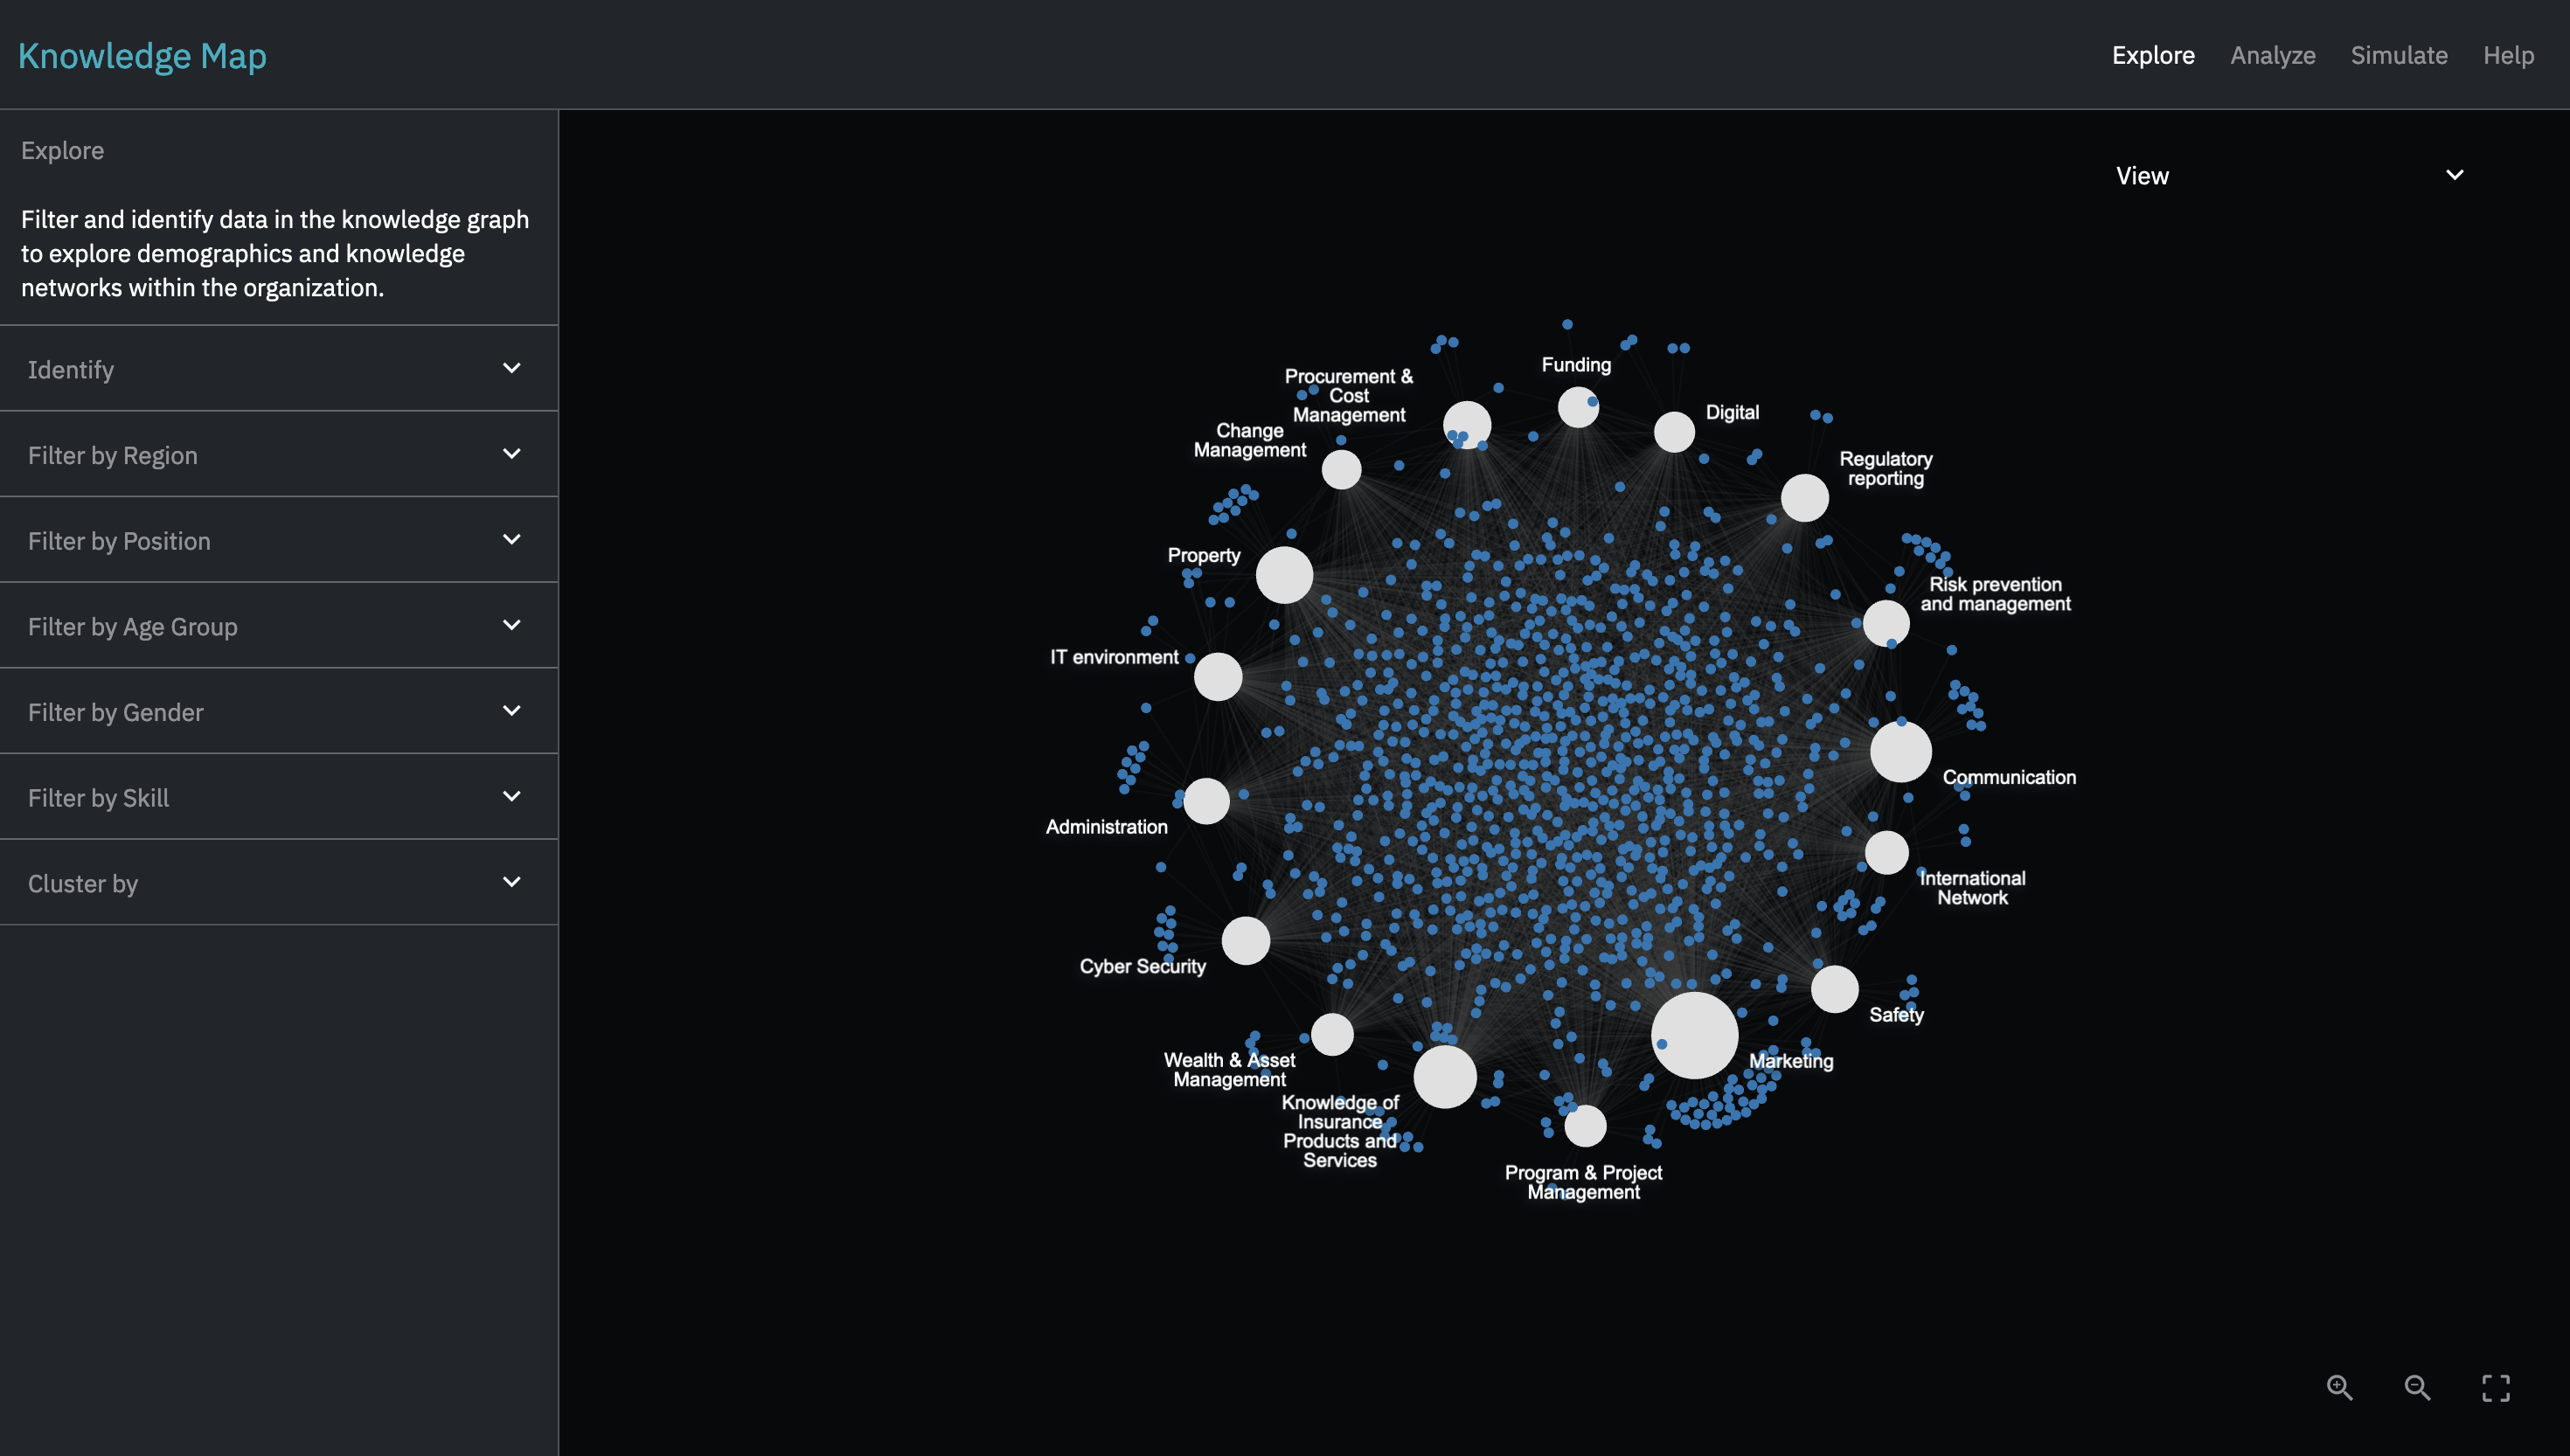 Knowledge Map
Explore
Analyze
Simulate
Help
Explore
Filter and identify data in the knowledge graph
to explore demographics and knowledge
networks within the organization.
Identify
Filter by Region
Filter by Position
Filter by Age Group
Filter by Gender
Filter by Skill
Cluster by
View
Funding
Procurement &
Cost
Management
Digital
Change
Management
Regulatory
reporting
Property
Risk prevention
and management
IT environment
Communication
Administration
International
Network
Cyber Security
Safety
Wealth & Asset
Management
Marketing
Knowledge of
Insurance
Products and
Services
Program & Project
Management